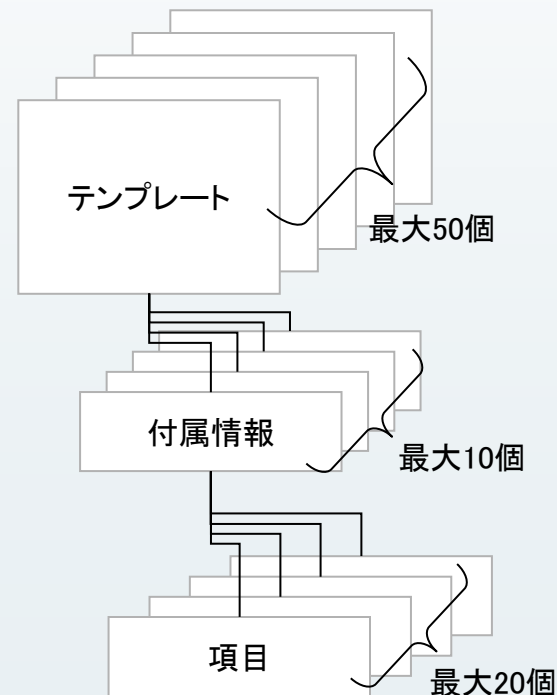 テンプレート
最大50個
付属情報
最大10個
項目
最大20個